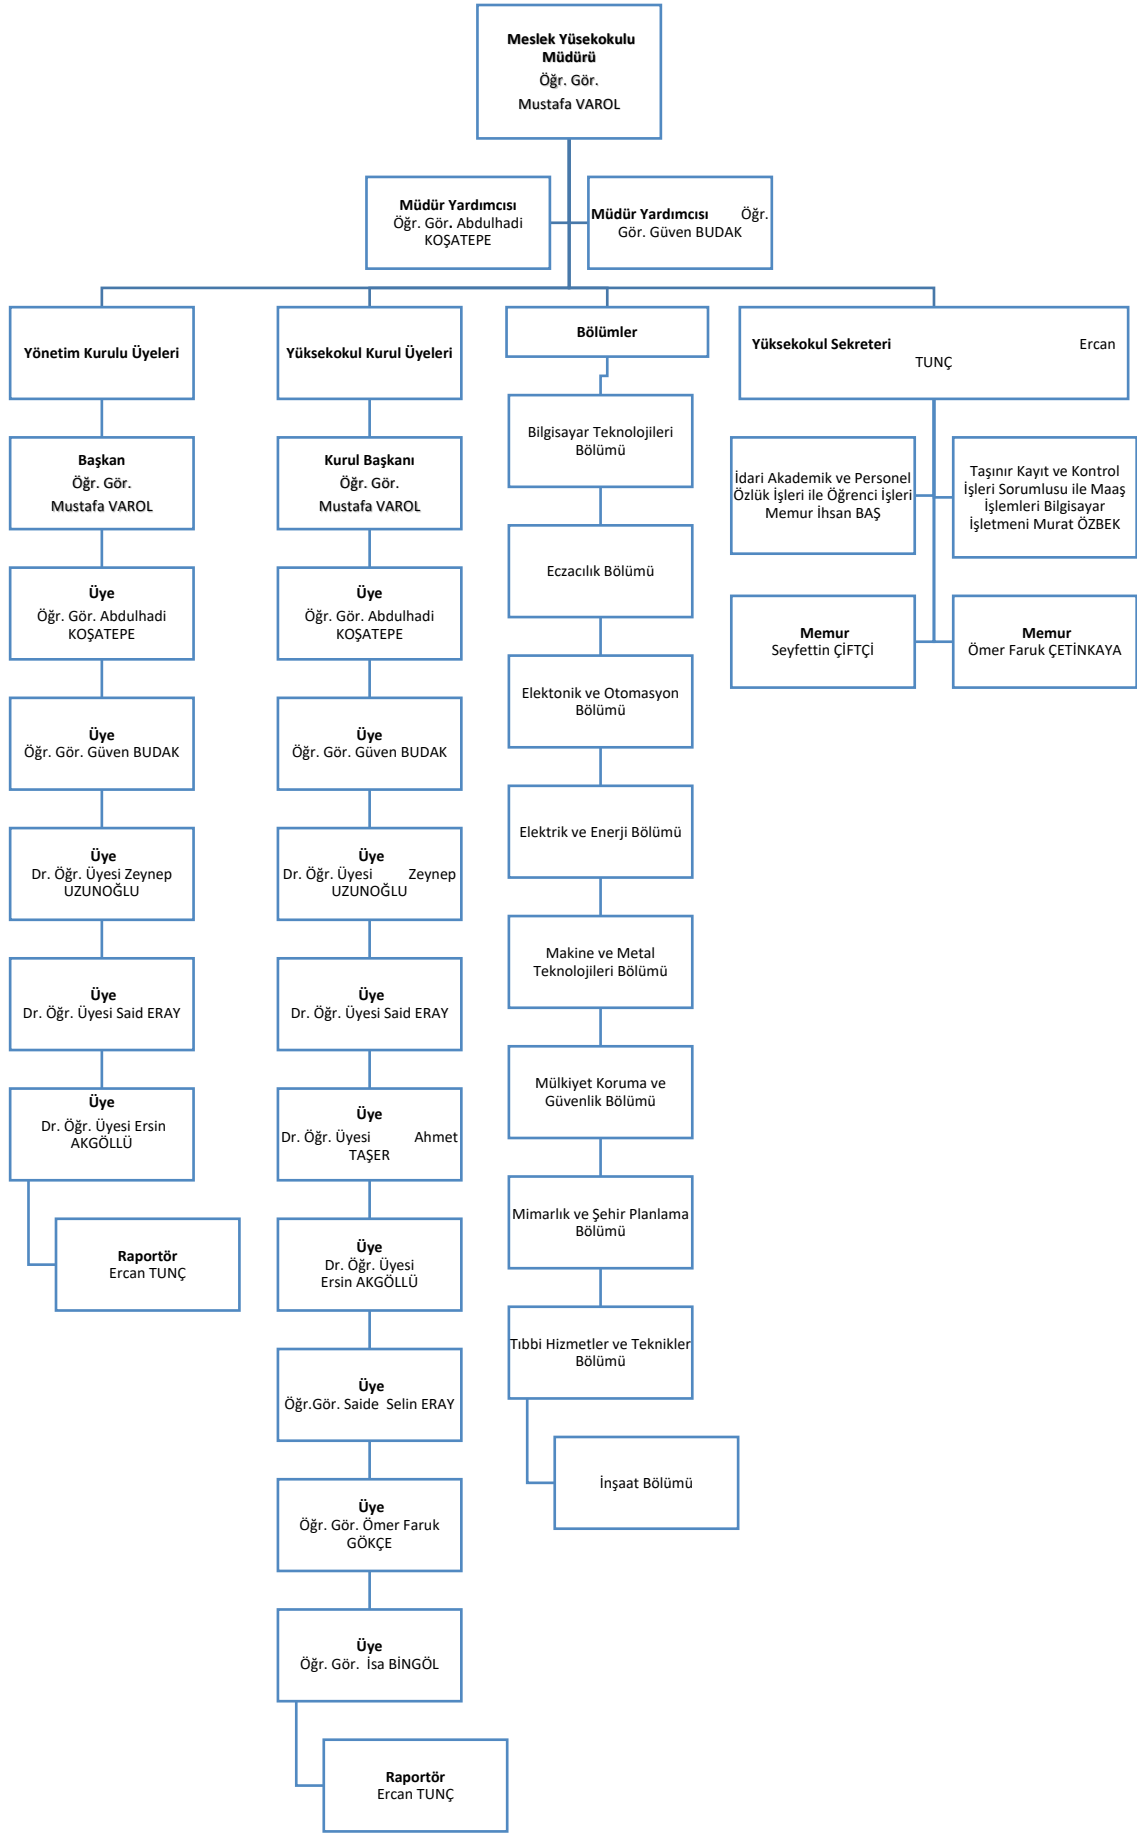 Meslek Yüsekokulu
Müdürü
Öğr. Gör.
Mustafa VAROL
Müdür Yardımcısı
Öğr. Gör. Abdulhadi
KOŞATEPE
Müdür Yardımcısı Öğr.
Gör. Güven BUDAK
Yönetim Kurulu Üyeleri
Başkan
Öğr. Gör.
Mustafa VAROL
Üye
Öğr. Gör. Abdulhadi
KOŞATEPE
Üye
Öğr. Gör. Güven BUDAK
Üye
Dr. Öğr. Üyesi Zeynep
UZUNOĞLU
Üye
Dr. Öğr. Üyesi Said ERAY
Üye
Dr. Öğr. Üyesi Ersin
AKGÖLLÜ
Raportör
Ercan TUNÇ
Yüksekokul Kurul Üyeleri
Kurul Başkanı
Öğr. Gör.
Mustafa VAROL
Üye
Öğr. Gör. Abdulhadi
KOŞATEPE
Üye
Öğr. Gör. Güven BUDAK
Üye
Dr. Öğr. Üyesi Zeynep
UZUNOĞLU
Üye
Dr. Öğr. Üyesi Said ERAY
Üye
Dr. Öğr. Üyesi Ahmet
TAŞER
Üye
Dr. Öğr. Üyesi
Ersin AKGÖLLÜ
Üye
Öğr.Gör. Saide Selin ERAY
Üye
Öğr. Gör. Ömer Faruk
GÖKÇE
Üye
Öğr. Gör. İsa BİNGÖL
Raportör
Ercan TUNÇ
Bölümler
Bilgisayar Teknolojileri
Bölümü
Eczacılık Bölümü
Elektonik ve Otomasyon
Bölümü
Elektrik ve Enerji Bölümü
Makine ve Metal
Teknolojileri Bölümü
Mülkiyet Koruma ve
Güvenlik Bölümü
Mimarlık ve Şehir Planlama
Bölümü
Tıbbi Hizmetler ve Teknikler
Bölümü
İnşaat Bölümü
Yüksekokul Sekreteri Ercan
TUNÇ
İdari Akademik ve Personel
Özlük İşleri ile Öğrenci İşleri
Memur İhsan BAŞ
Taşınır Kayıt ve Kontrol
İşleri Sorumlusu ile Maaş
İşlemleri Bilgisayar
İşletmeni Murat ÖZBEK
Memur
Seyfettin ÇİFTÇİ
Memur
Ömer Faruk ÇETİNKAYA